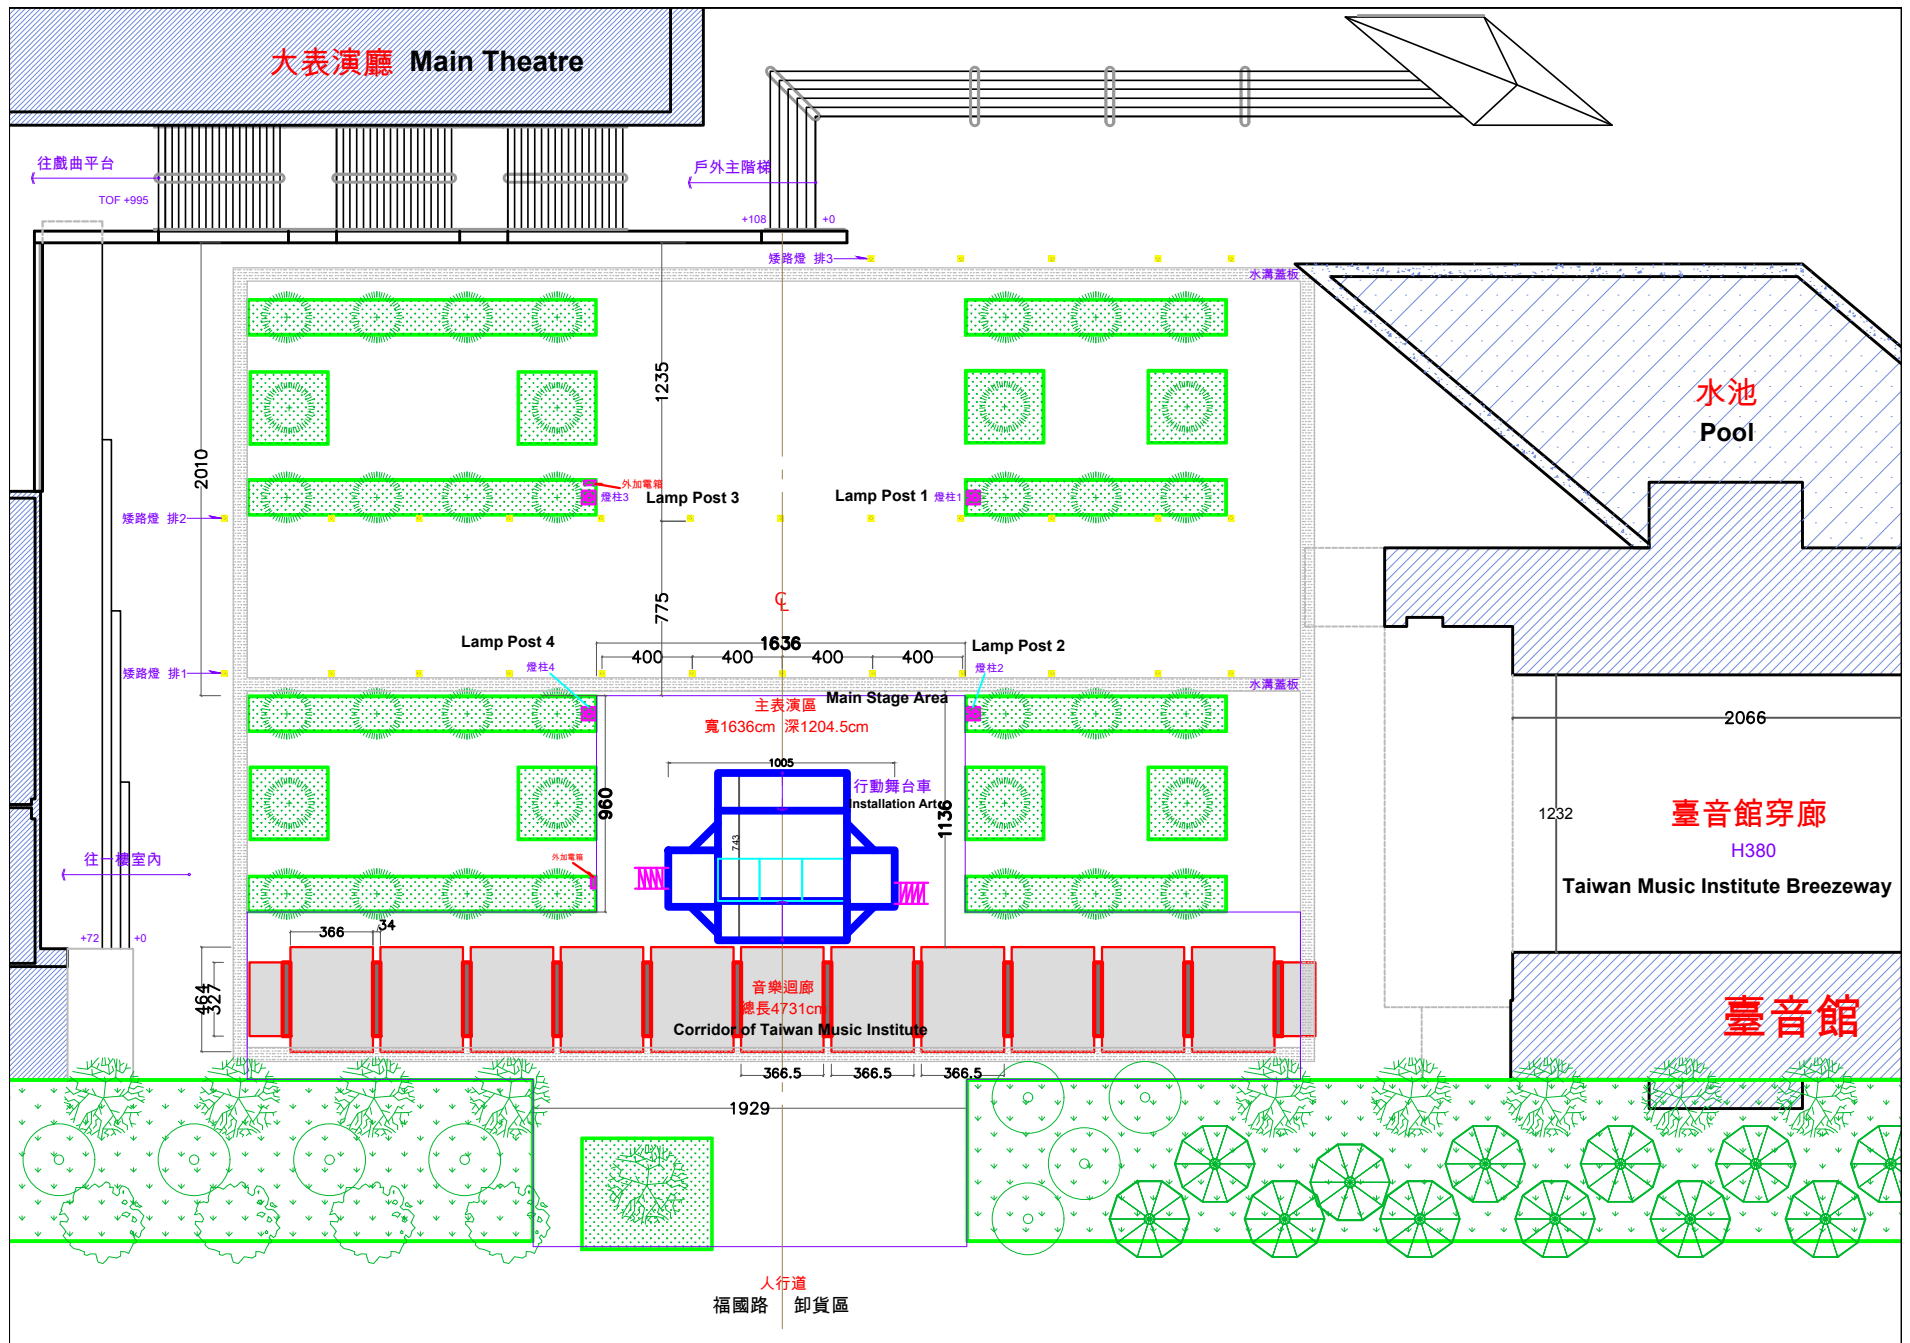 大表演廳 Main Theatre
往戲曲平台
TOF +995
戶外主階梯
+108
+0
矮路燈 排3
水溝蓋板
1235
2010
水池
Pool
外加電箱
燈柱3
Lamp Post 3
Lamp Post 1
燈柱1
矮路燈 排2
775
℄
Lamp Post 4
1636
Lamp Post 2
400
400
400
400
燈柱4
燈柱2
矮路燈 排1
水溝蓋板
Main Stage Area
主表演區
寬1636cm 深1204.5cm
2066
1005
行動舞台車
Installation Art
960
1136
743
1232
臺音館穿廊
H380
Taiwan Music Institute Breezeway
往一樓室內
外加電箱
+72
+0
366
34
464
327
音樂迴廊
總長4731cm
Corridor of Taiwan Music Institute
臺音館
366.5
366.5
366.5
1929
人行道
福國路 卸貨區